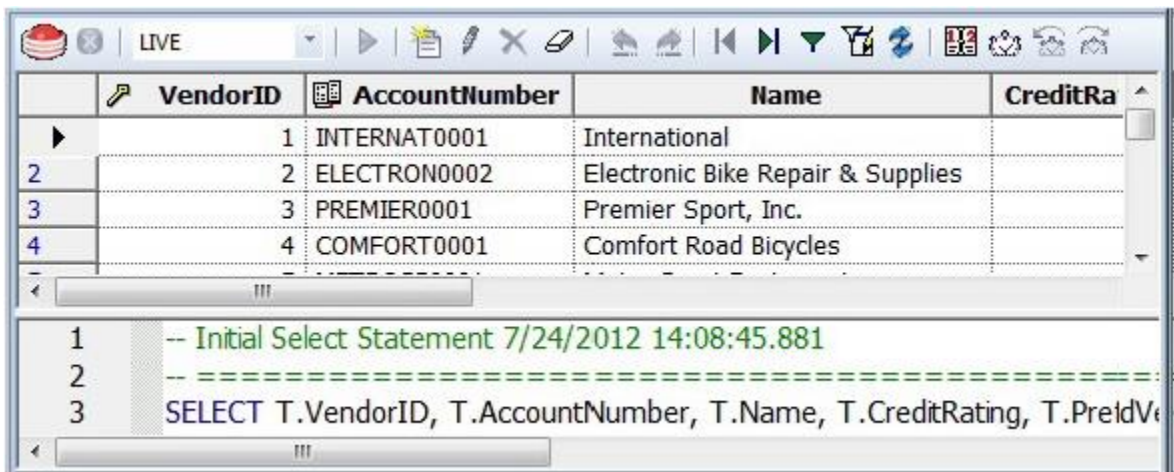 LIVE
VendorID AccountNumber Name CreditRa
1 INTERNAT0001 International
2 2 ELECTRON0002 Electronic Bike Repair & Supplies
3 3 PREMIER0001 Premier Sport, Inc.
4 4 COMFORT0001 Comfort Road Bicycles
1 -- Initial Select Statement 7/24/2012 14:08:45.881
2 -- ==========================================
3 SELECT T.VendorID, T.AccountNumber, T.Name, T.CreditRating,